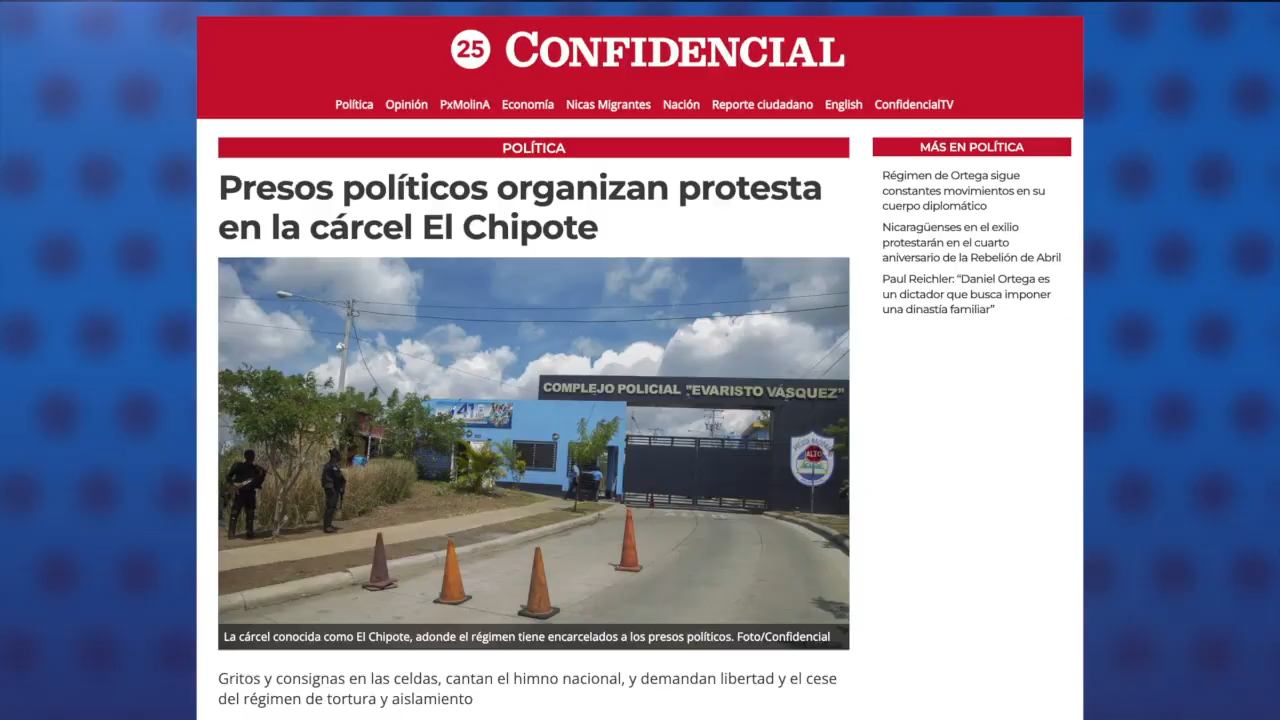 25 CONFIDENCIAL
Política Opinión PxMolinA Economía Nicas Migrantes Nación Reporte ciudadano English ConfidencialTV
POLÍTICA
Presos políticos organizan protesta
en la cárcel El Chipote
COMPLEJO POLICIAL "EVARISTO VÁSQUEZ"
41
ALTO
La cárcel conocida como El Chipote, adonde el régimen tiene encarcelados a los presos políticos. Foto/Confidencial
Gritos y consignas en las celdas, cantan el himno nacional, y demandan libertad y el cese
del régimen de tortura y aislamiento
MÁS EN POLÍTICA
Régimen de Ortega sigue
constantes movimientos en su
cuerpo diplomático
Nicaragüenses en el exilio
protestarán en el cuarto
aniversario de la Rebelión de Abril
Paul Reichler: “Daniel Ortega es
un dictador que busca imponer
una dinastía familiar”